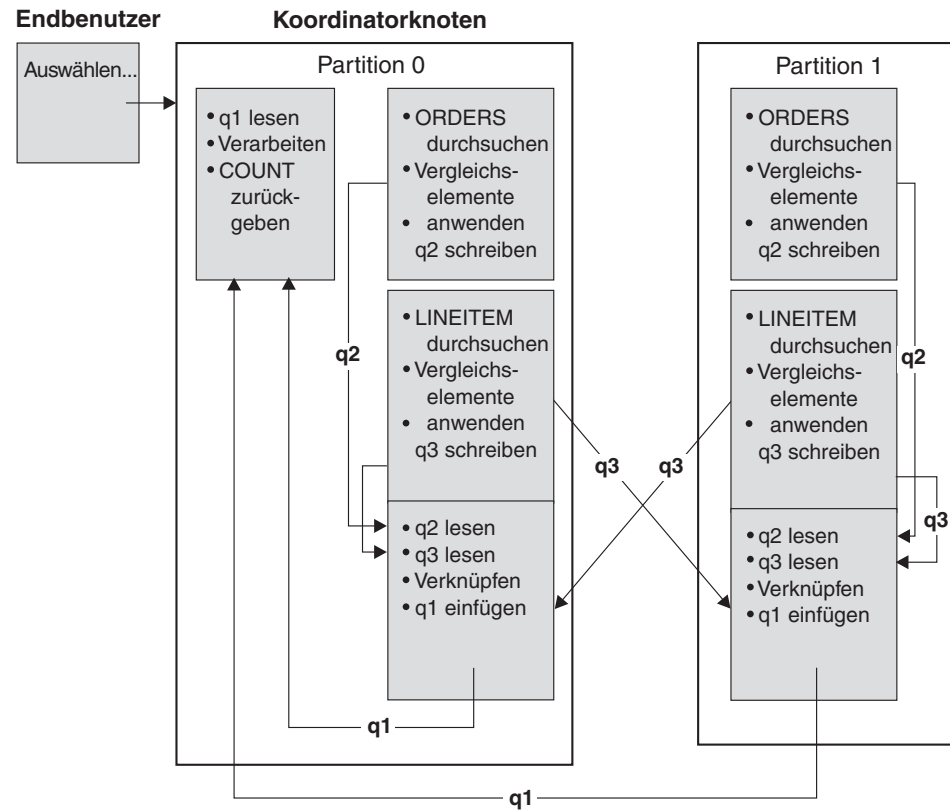 Endbenutzer
Koordinatorknoten
Auswählen...
Partition 0
• q1 lesen
• Verarbeiten
• COUNT
zurück-
geben
• ORDERS
durchsuchen
• Vergleichs-
elemente
• anwenden
q2 schreiben
q2
• LINEITEM
durchsuchen
• Vergleichs-
elemente
• anwenden
q3 schreiben
• q2 lesen
• q3 lesen
• Verknüpfen
• q1 einfügen
q1
q3
q3
Partition 1
• ORDERS
durchsuchen
• Vergleichs-
elemente
• anwenden
q2 schreiben
q2
• LINEITEM
durchsuchen
• Vergleichs-
elemente
• anwenden
q3 schreiben
q3
• q2 lesen
• q3 lesen
• Verknüpfen
• q1 einfügen
q1